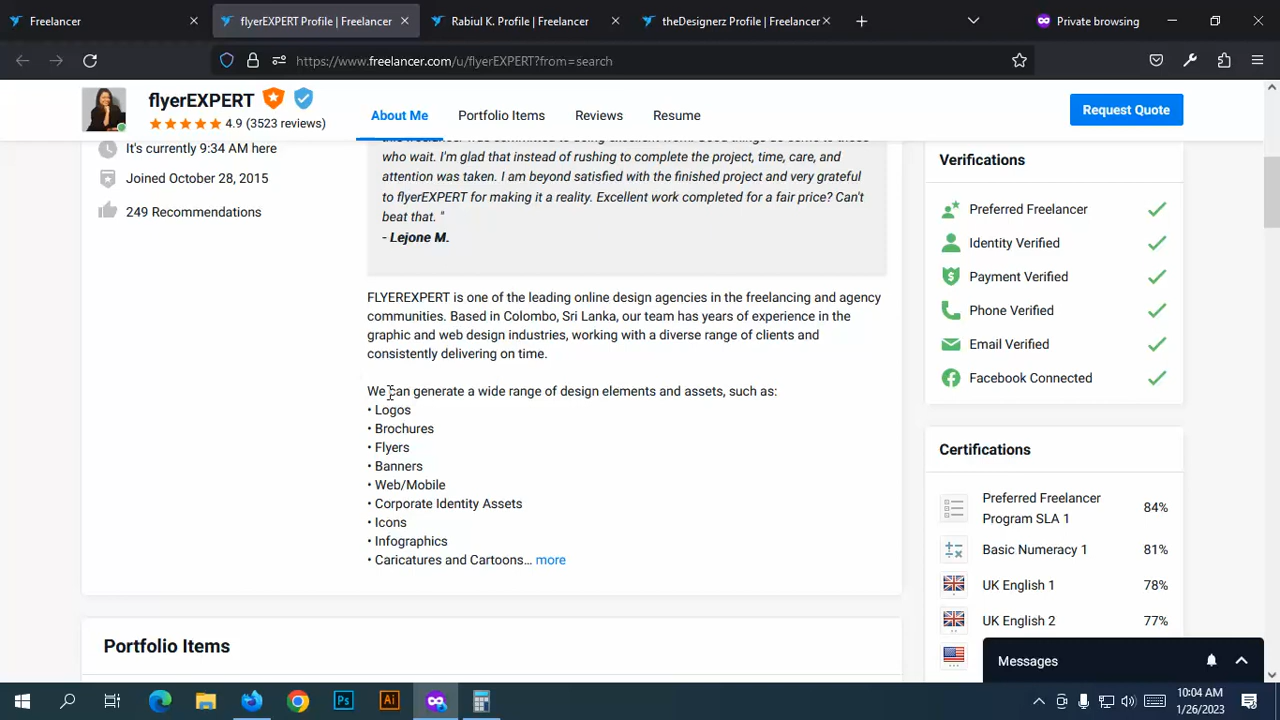 Freelancer
flyerEXPERT Profile | Freelancer
Rabiul K. Profile | Freelancer
theDesignerz Profile | Freelancer
Private browsing
https://www.freelancer.com/u/flyerEXPERT?from=search
flyerEXPERT
4.9 (3523 reviews)
About Me
Portfolio Items
Reviews
Resume
Request Quote
It's currently 9:34 AM here
Joined October 28, 2015
249 Recommendations
who wait. I'm glad that instead of rushing to complete the project, time, care, and
attention was taken. I am beyond satisfied with the finished project and very grateful
to flyerEXPERT for making it a reality. Excellent work completed for a fair price? Can't
beat that. "
- Lejone M.
FLYEREXPERT is one of the leading online design agencies in the freelancing and agency
communities. Based in Colombo, Sri Lanka, our team has years of experience in the
graphic and web design industries, working with a diverse range of clients and
consistently delivering on time.
We can generate a wide range of design elements and assets, such as:
• Logos
• Brochures
• Flyers
• Banners
• Web/Mobile
• Corporate Identity Assets
• Icons
• Infographics
• Caricatures and Cartoons... more
Portfolio Items
Verifications
Preferred Freelancer
Identity Verified
Payment Verified
Phone Verified
Email Verified
Facebook Connected
Certifications
Preferred Freelancer
Program SLA 1
84%
Basic Numeracy 1
81%
UK English 1
78%
UK English 2
77%
Messages
Ps
Ai
10:04 AM
1/26/2023